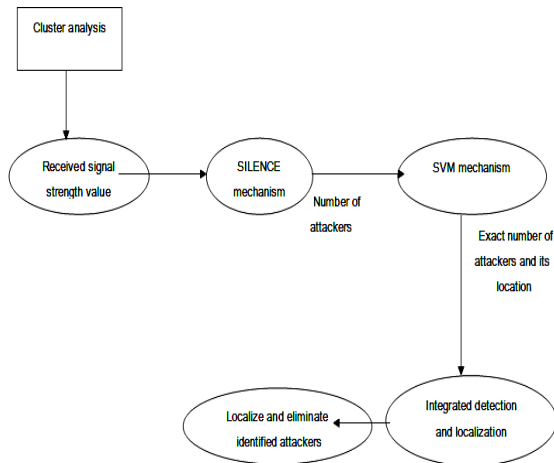 Cluster analysis
Received signal
strength value
SILENCE
mechanism
Number of
attackers
SVM mechanism
Exact number of
attackers and its
location
Integrated detection
and localization
Localize and eliminate
identified attackers